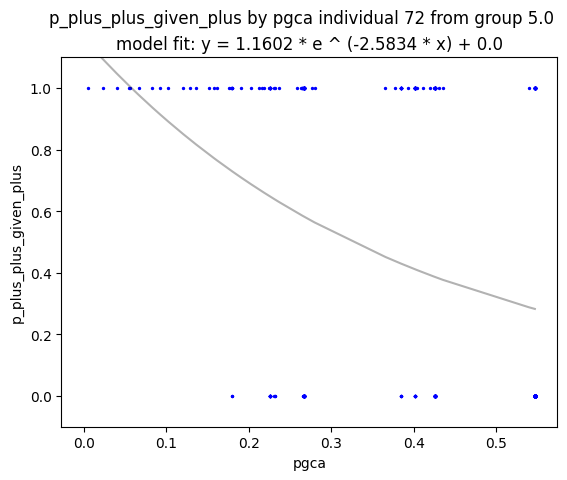 p_plus_plus_given_plus by pgca individual 72 from group 5.0
model fit: y = 1.1602 * e ^ (-2.5834 * x) + 0.0
1.0
0.8
0.6
0.4
0.2
0.0
p_plus_plus_given_plus
0.0 0.1 0.2 0.3 0.4 0.5
pgca